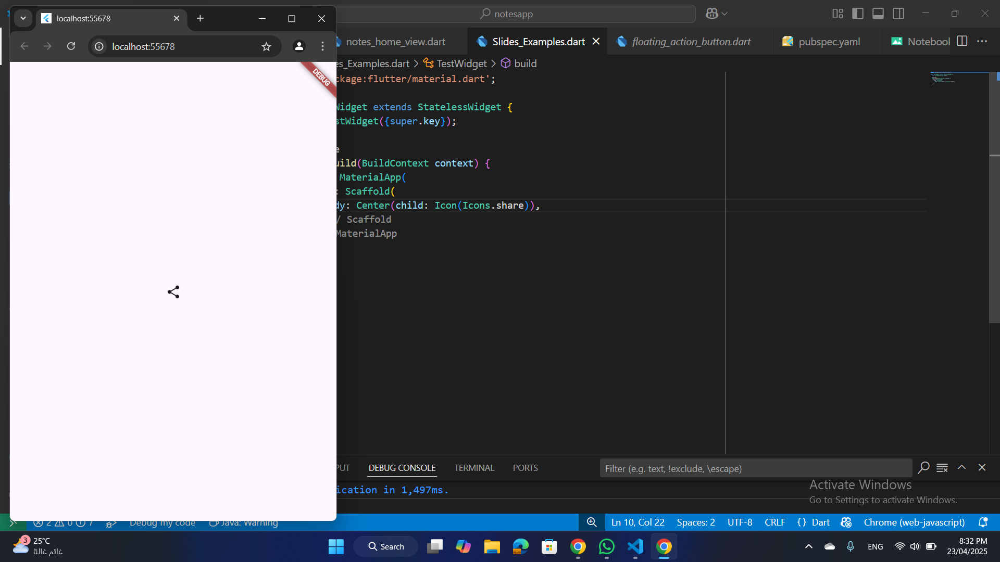 localhost:55678
localhost:55678
DEBUG
notesapp
notes_home_view.dart
Slides_Examples.dart
floating_action_button.dart
pubspec.yaml
Notebook
es_Examples.dart > TestWidget > build
ckage:flutter/material.dart';
Widget extends StatelessWidget {
stWidget({super.key});
e
uild(BuildContext context) {
MaterialApp(
: Scaffold(
dy: Center(child: Icon(Icons.share)),
/ Scaffold
MaterialApp
PUT
DEBUG CONSOLE
TERMINAL
PORTS
Filter (e.g. text, !exclude, \escape)
ication in 1,497ms.
Activate Windows
Go to Settings to activate Windows.
2 0 7
Debug my code
Java: Warning
Ln 10, Col 22
Spaces: 2
UTF-8
CRLF
{ } Dart
Chrome (web-javascript)
3
25°C
غائم غالبًا
Search
ENG
8:32 PM
23/04/2025